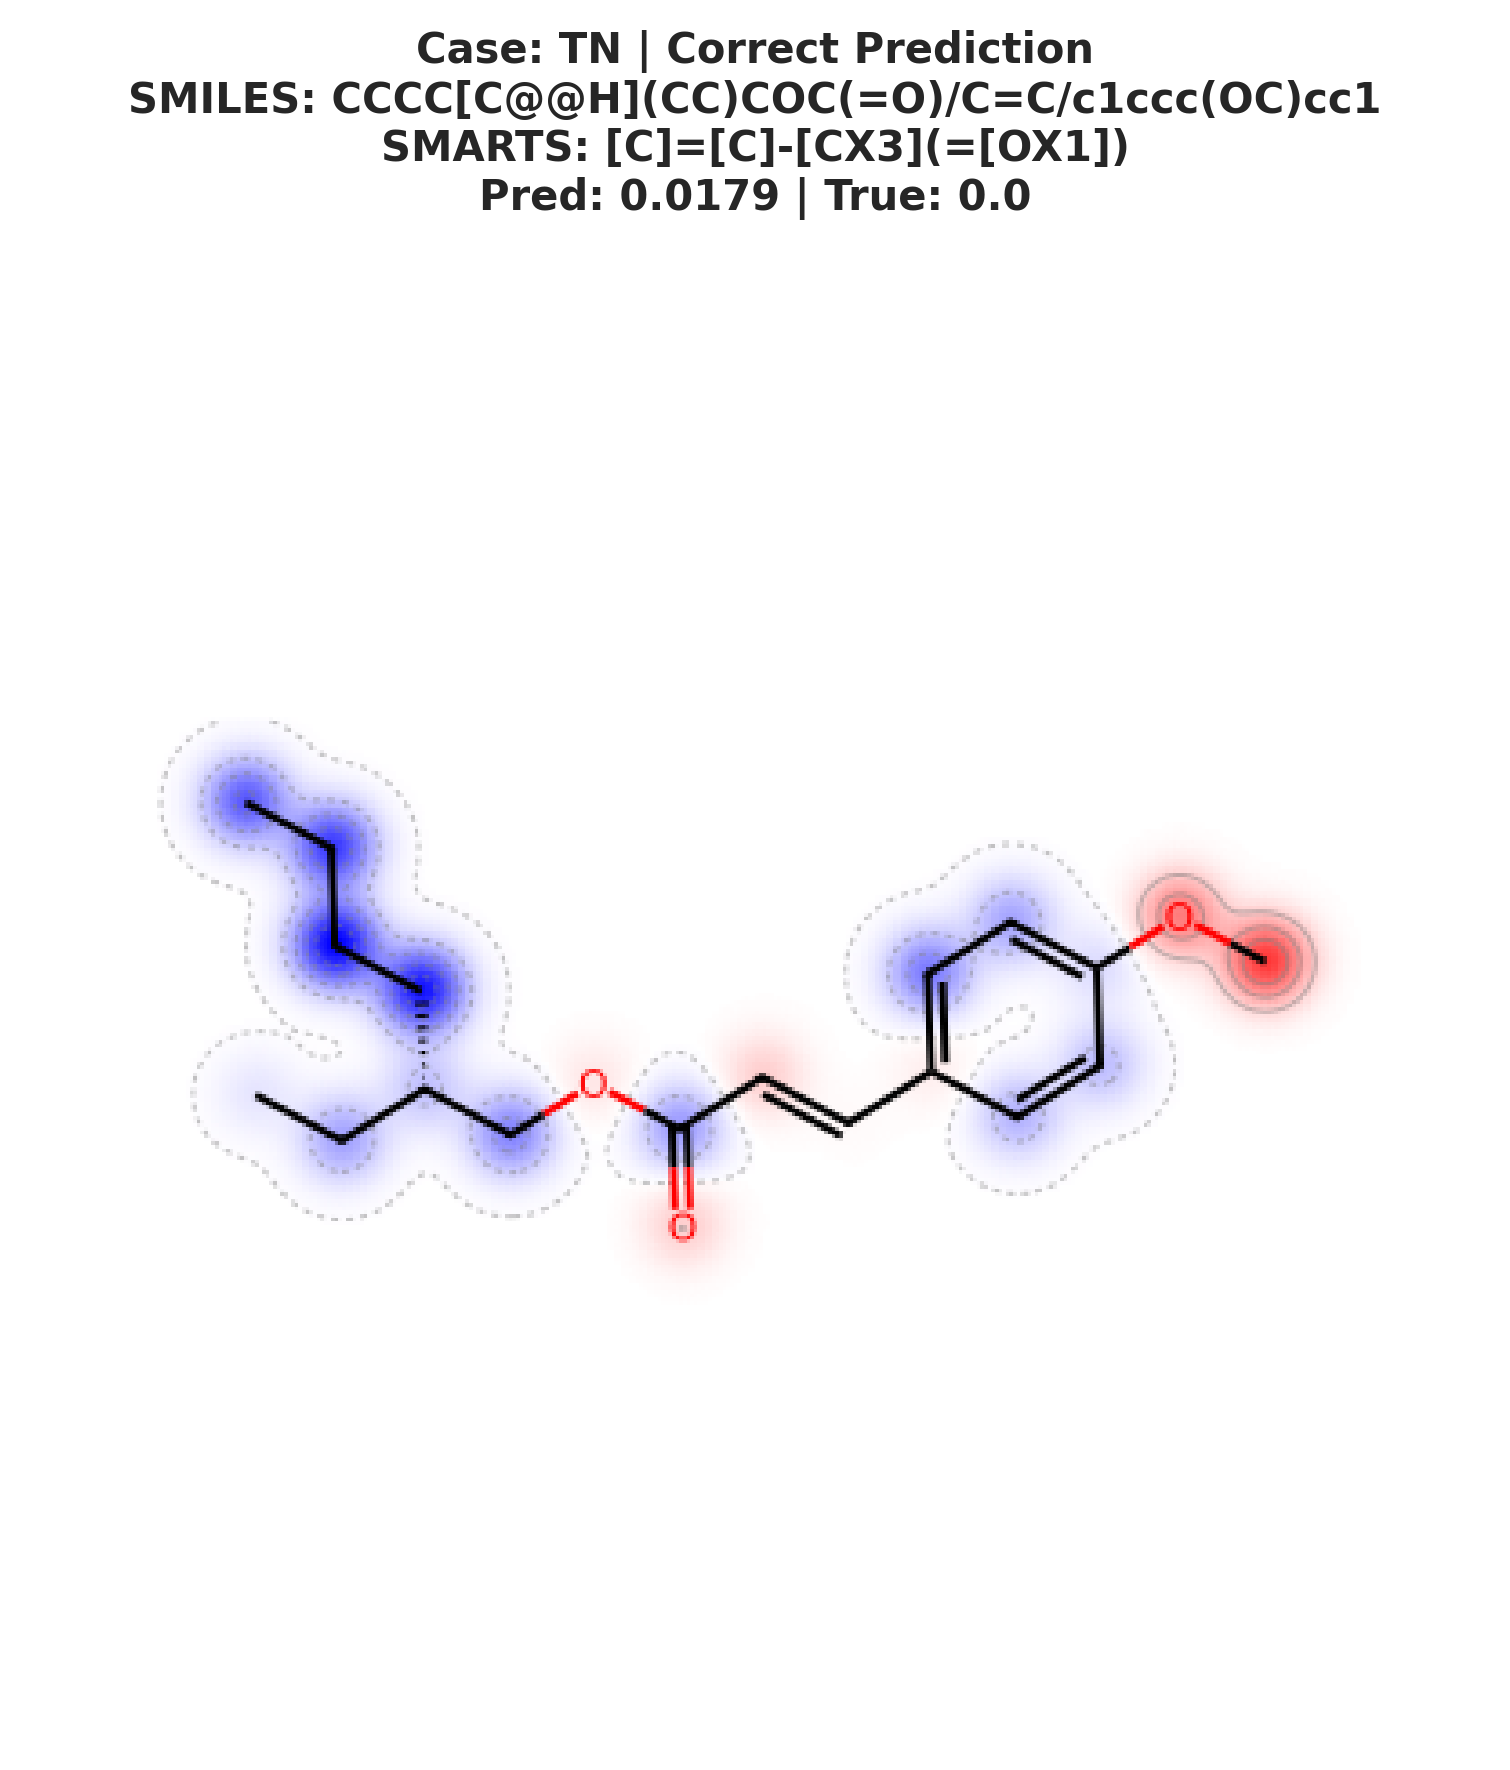 Case: TN | Correct Prediction
SMILES: CCCC[C@@H](CC)COC(=O)/C=C/c1ccc(OC)cc1
SMARTS: [C]=[C]-[CX3](=[OX1])
Pred: 0.0179 | True: 0.0
O
O
O